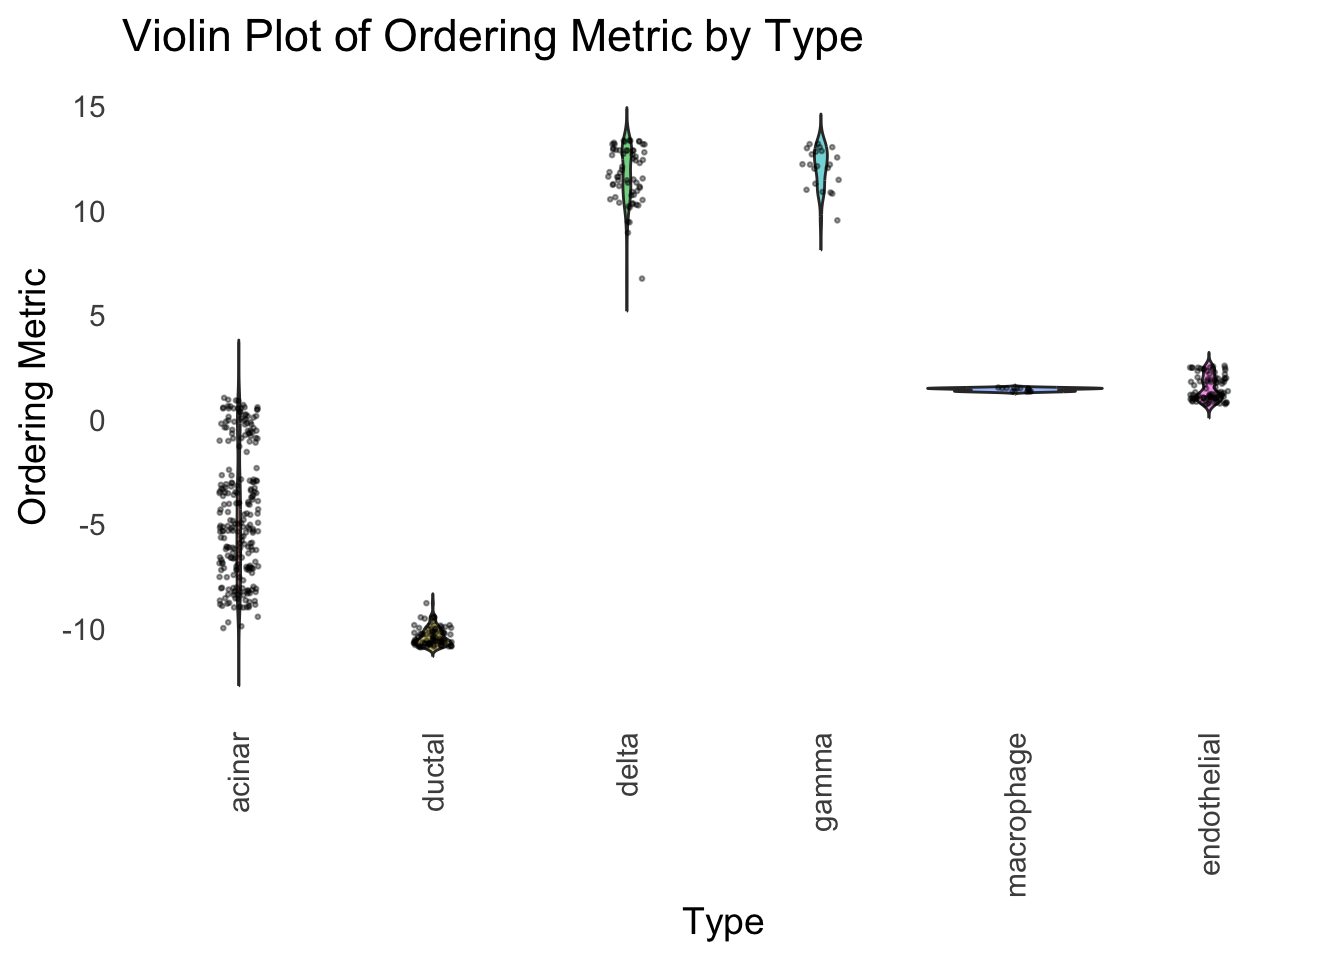 Violin Plot of Ordering Metric by Type
15
10
5
0
-5
-10
Ordering Metric
acinar
ductal
delta
gamma
macrophage
endothelial
Type